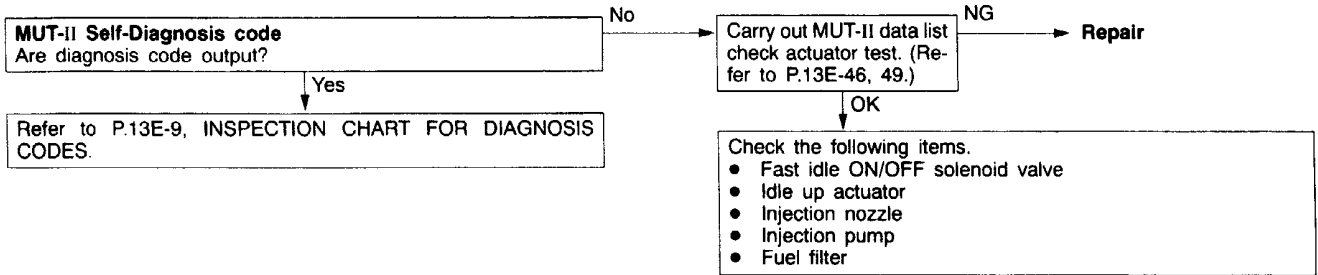 No
NG
MUT-II Self-Diagnosis code
Are diagnosis code output?
Carry out MUT-II data list
check actuator test. (Re-
fer to P.13E-46, 49.)
Repair
Yes
OK
Refer to P.13E-9, INSPECTION CHART FOR DIAGNOSIS
CODES.
Check the following items.
● Fast idle ON/OFF solenoid valve
● Idle up actuator
● Injection nozzle
● Injection pump
● Fuel filter